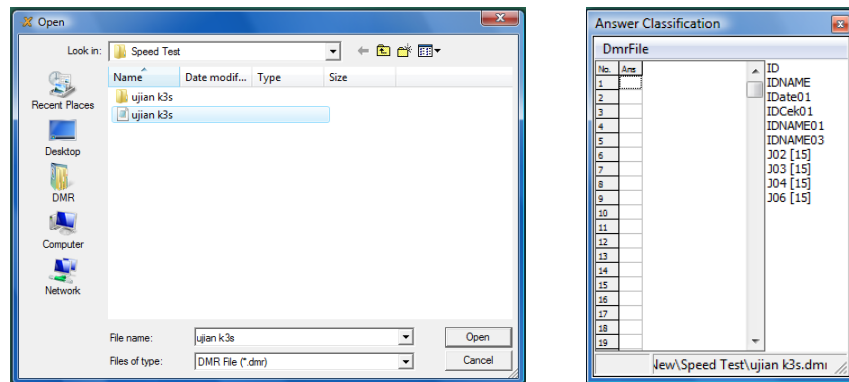 Open
Look in: Speed Test
Name Date modif... Type Size
ujian k3s
ujian k3s
Recent Places
Desktop
DMR
Computer
Network
File name: ujian k3s Open
Files of type: DMR File (*.dmr) Cancel
Answer Classification
DmrFile
No. Ans
1
2
3
4
5
6
7
8
9
10
11
12
13
14
15
16
17
18
19
ID
IDNAME
IDate01
IDCek01
IDNAME01
IDNAME03
J02 [15]
J03 [15]
J04 [15]
J06 [15]
New\Speed Test\ujian k3s.dmr